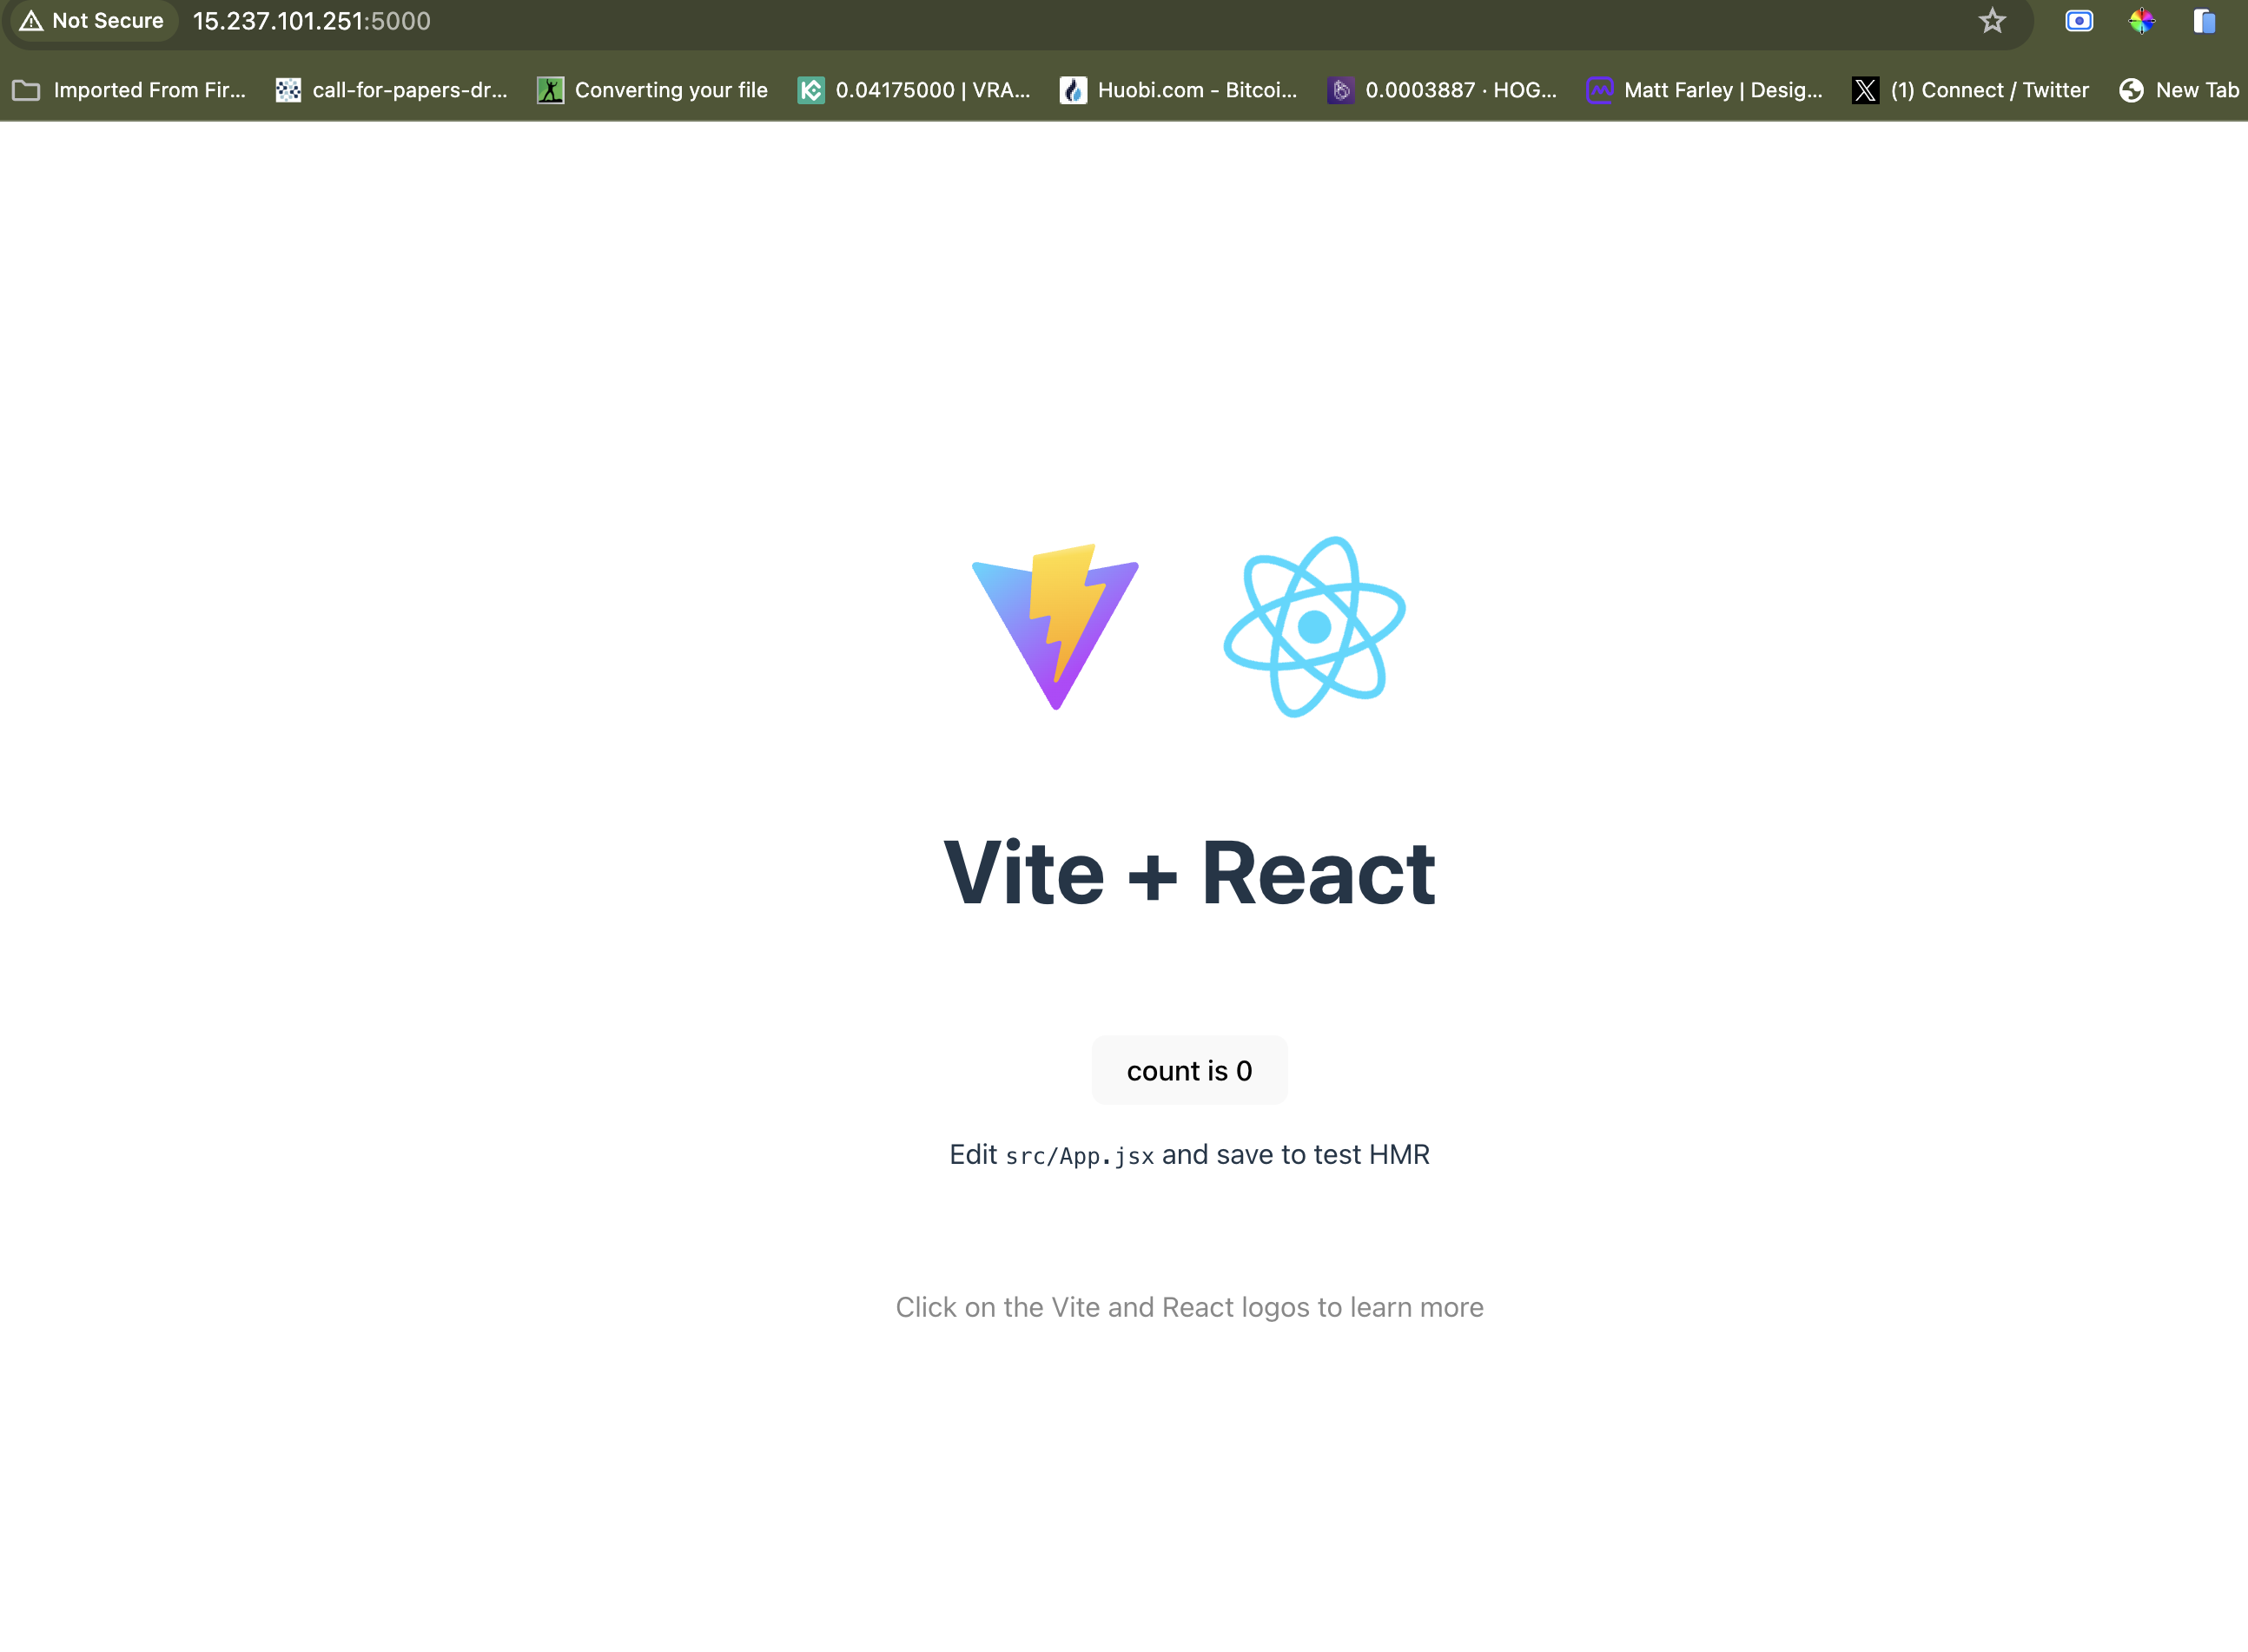 Not Secure 15.237.101.251:5000
Imported From Fir... call-for-papers-dr... Converting your file 0.04175000 | VRA... Huobi.com - Bitcoi... 0.0003887 · HOG... Matt Farley | Desig... (1) Connect / Twitter New Tab
Vite + React
count is 0
Edit src/App.jsx and save to test HMR
Click on the Vite and React logos to learn more